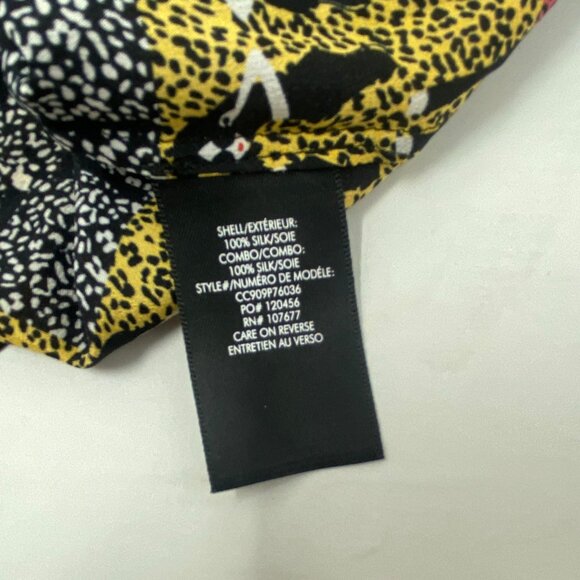 SHELL/EXTÉRIEUR:
100% SILK/SOIE
COMBO/COMBO:
100% SILK/SOIE
STYLE#/NUMÉRO DE MODÈLE:
CC909P76036
PO# 120456
RN# 107677
CARE ON REVERSE
ENTRETIEN AU VERSO